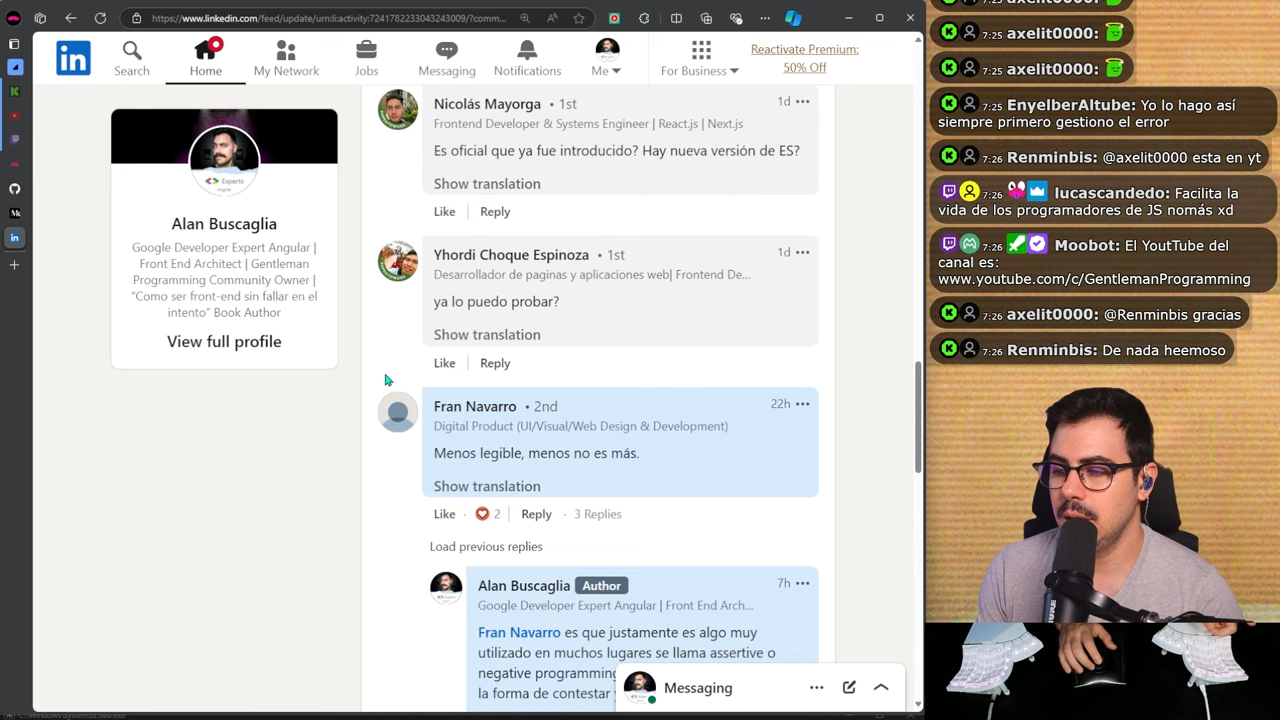 https://www.linkedin.com/feed/update/urn:li:activity:7241782233043243009/?comm...
Search
Home
My Network
Jobs
Messaging
Notifications
Me
For Business
Reactivate Premium:
50% Off
Experts
Alan Buscaglia
Google Developer Expert Angular |
Front End Architect | Gentleman
Programming Community Owner |
"Como ser front-end sin fallar en el
intento" Book Author
View full profile
Nicolás Mayorga • 1st
1d
Frontend Developer & Systems Engineer | React.js | Next.js
Es oficial que ya fue introducido? Hay nueva versión de ES?
Show translation
Like | Reply
Yhordi Choque Espinoza • 1st
1d
Desarrollador de paginas y aplicaciones web| Frontend De...
ya lo puedo probar?
Show translation
Like | Reply
Fran Navarro • 2nd
22h
Digital Product (UI/Visual/Web Design & Development)
Menos legible, menos no es más.
Show translation
Like · 2 | Reply · 3 Replies
Load previous replies
Alan Buscaglia Author
7h
Google Developer Expert Angular | Front End Arch...
Fran Navarro es que justamente es algo muy
utilizado en muchos lugares se llama assertive o
negative programming
la forma de contestar
Messaging
7:25 axelit0000:
7:25 axelit0000:
7:25 EnyelberAltube: Yo lo hago así
siempre primero gestiono el error
7:26 Renminbis: @axelit0000 esta en yt
7:26 lucascandedo: Facilita la
vida de los programadores de JS nomás xd
7:26 Moobot: El YouTube del
canal es:
www.youtube.com/c/GentlemanProgramming
7:26 axelit0000: @Renminbis gracias
7:26 Renminbis: De nada heemoso